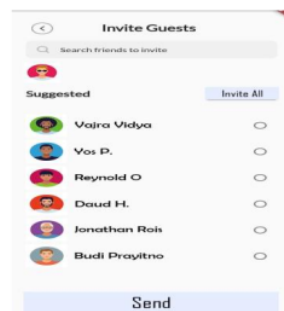 Invite Guests
Search friends to invite
Suggested Invite All
Vajra Vidya
Yos P.
Reynold O
Daud H.
Jonathan Rois
Budi Prayitno
Send